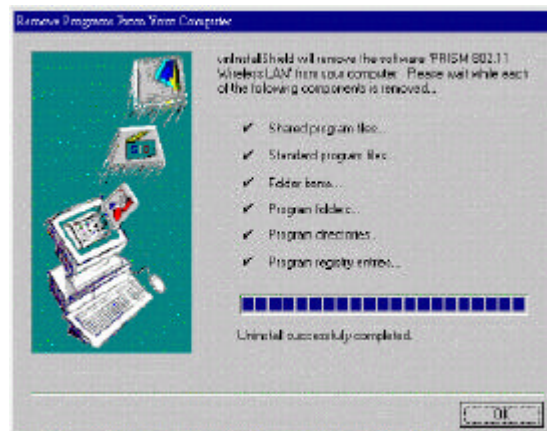 Remove Programs From Your Computer
unInstallShield will remove the software 'PRISM 802.11
Wireless LAN' from your computer. Please wait while each
of the following components is removed...
✔ Shared program files...
✔ Standard program files...
✔ Folder items...
✔ Program folders...
✔ Program directories...
✔ Program registry entries...
Uninstall successfully completed.
OK